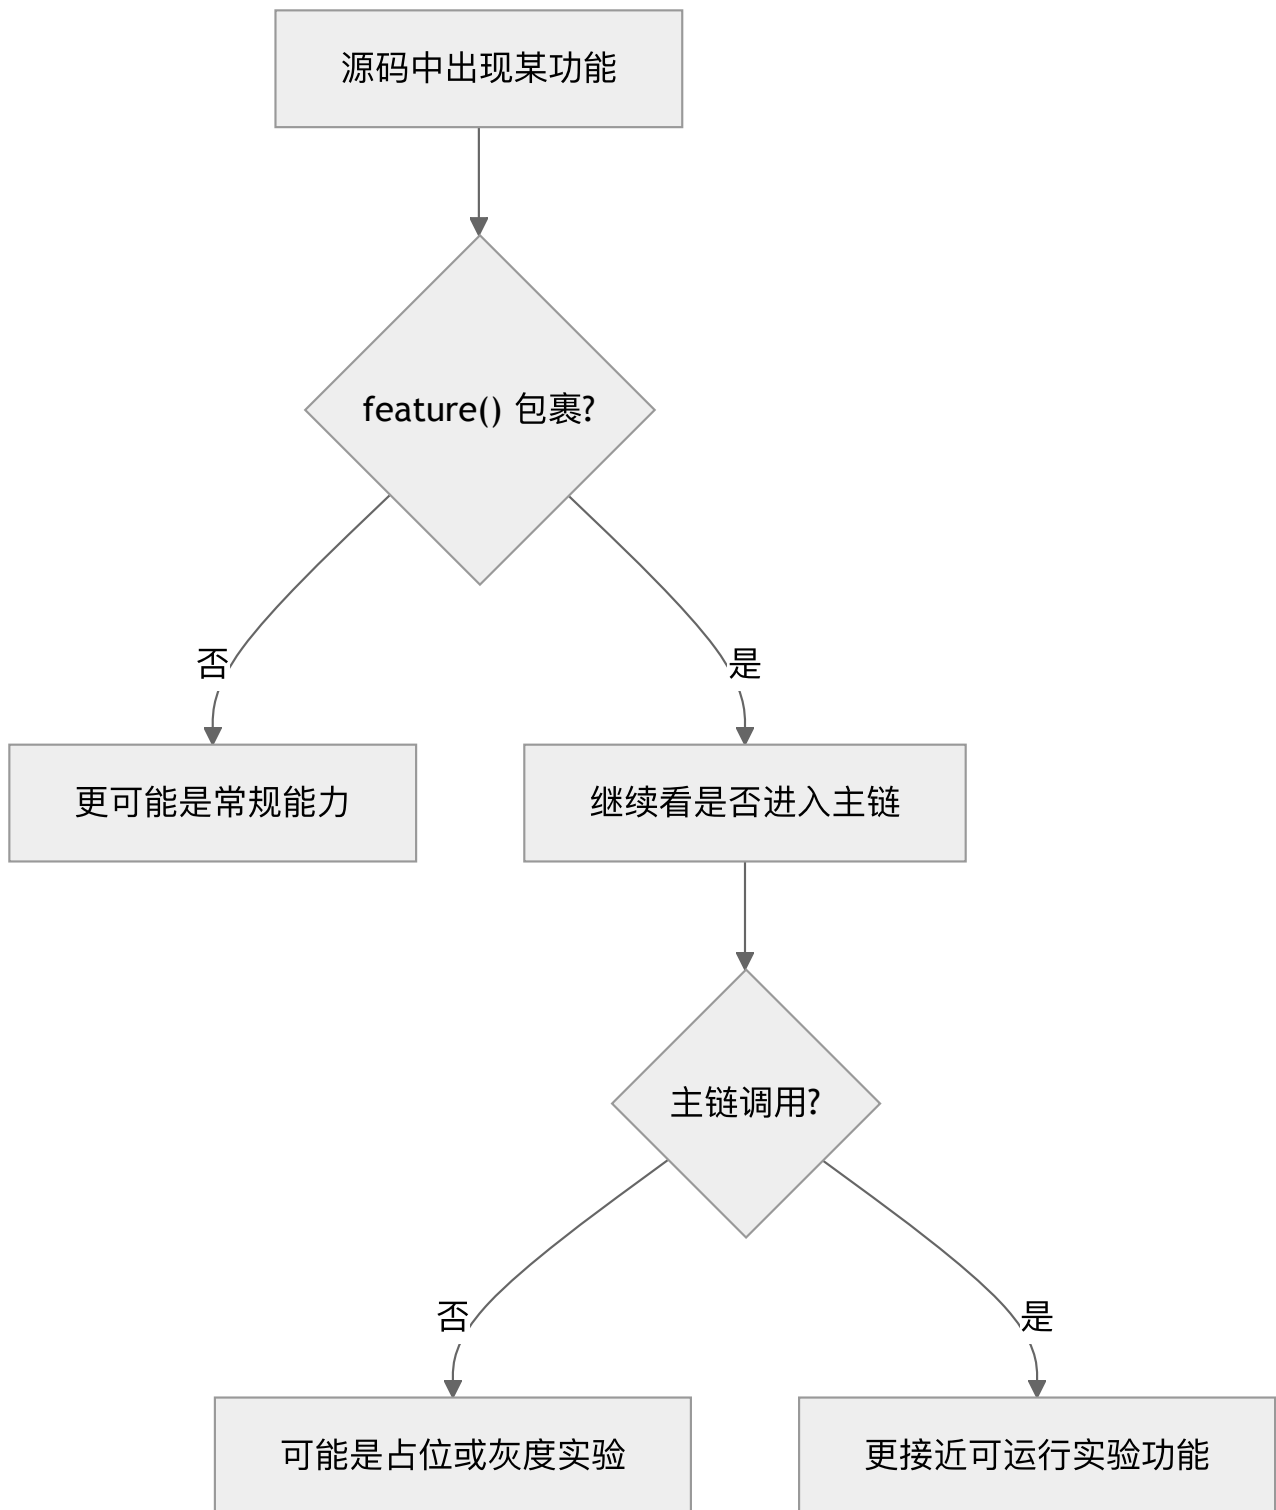 源码中出现某功能
feature() 包裹?
否
是
更可能是常规能力
继续看是否进入主链
主链调用?
否
是
可能是占位或灰度实验
更接近可运行实验功能